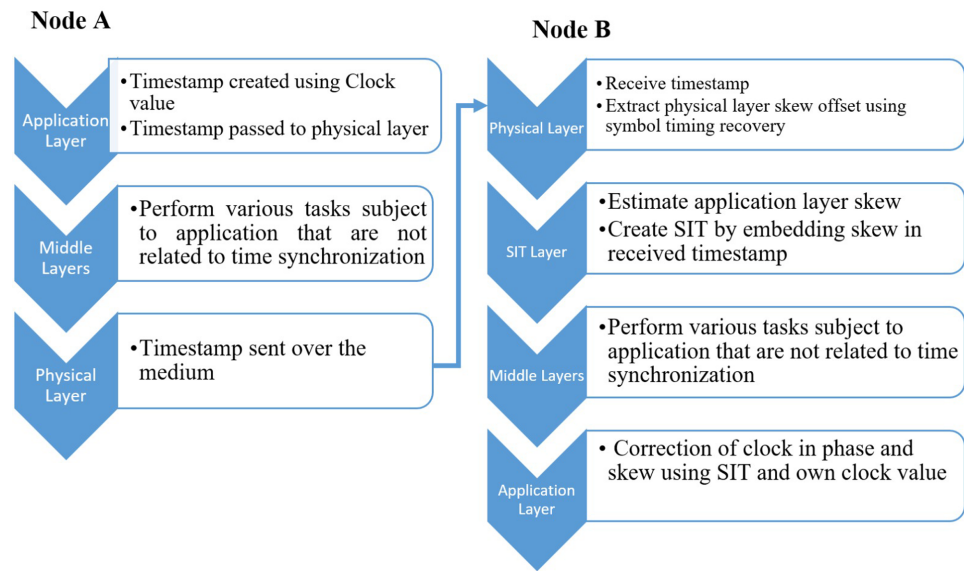 Node A
Application
Layer
•Timestamp created using Clock
value
•Timestamp passed to physical layer
Middle
Layers
•Perform various tasks subject
to application that are not
related to time synchronization
Physical
Layer
•Timestamp sent over the
medium
Node B
Physical Layer
•Receive timestamp
•Extract physical layer skew offset using
symbol timing recovery
SIT Layer
•Estimate application layer skew
•Create SIT by embedding skew in
received timestamp
Middle Layers
•Perform various tasks subject to
application that are not related to time
synchronization
Application
Layer
• Correction of clock in phase and
skew using SIT and own clock value